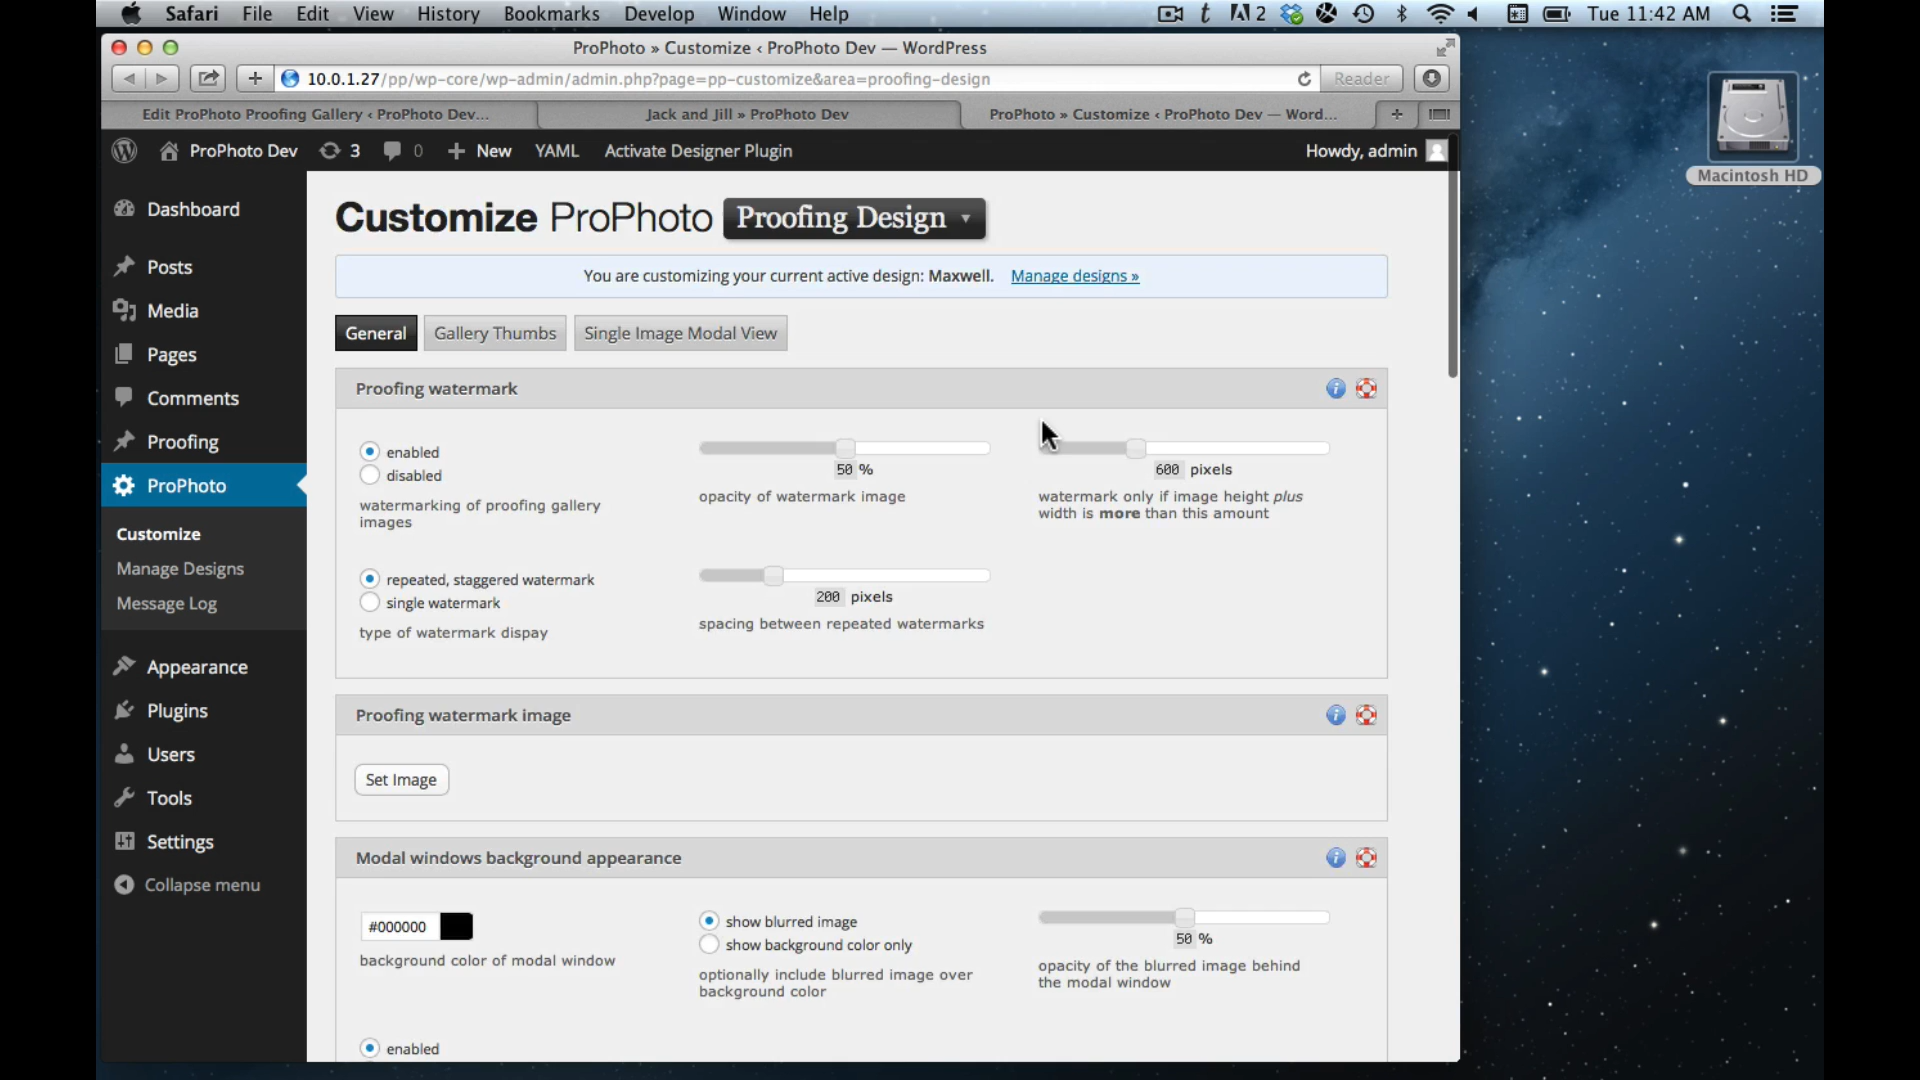 Safari File Edit View History Bookmarks Develop Window Help
2
Tue 11:42 AM
ProPhoto » Customize ‹ ProPhoto Dev — WordPress
10.0.1.27/pp/wp-core/wp-admin/admin.php?page=pp-customize&area=proofing-design
Reader
Edit ProPhoto Proofing Gallery ‹ ProPhoto Dev...
Jack and Jill » ProPhoto Dev
ProPhoto » Customize ‹ ProPhoto Dev — Word...
Macintosh HD
ProPhoto Dev 3 0 + New YAML Activate Designer Plugin
Howdy, admin
Dashboard
Posts
Media
Pages
Comments
Proofing
ProPhoto
Customize
Manage Designs
Message Log
Appearance
Plugins
Users
Tools
Settings
Collapse menu
Customize ProPhoto Proofing Design
You are customizing your current active design: Maxwell. Manage designs »
General Gallery Thumbs Single Image Modal View
Proofing watermark
enabled
disabled
watermarking of proofing gallery
images
50 %
opacity of watermark image
600 pixels
watermark only if image height plus
width is more than this amount
repeated, staggered watermark
single watermark
type of watermark dispay
200 pixels
spacing between repeated watermarks
Proofing watermark image
Set Image
Modal windows background appearance
#000000
background color of modal window
show blurred image
show background color only
optionally include blurred image over
background color
50 %
opacity of the blurred image behind
the modal window
enabled